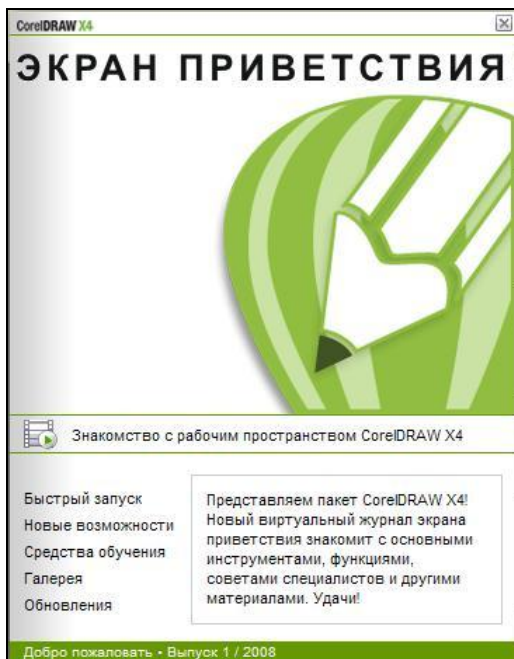 CorelDRAW X4
ЭКРАН ПРИВЕТСТВИЯ
Знакомство с рабочим пространством CorelDRAW X4
Быстрый запуск
Новые возможности
Средства обучения
Галерея
Обновления
Представляем пакет CorelDRAW X4!
Новый виртуальный журнал экрана
приветствия знакомит с основными
инструментами, функциями,
советами специалистов и другими
материалами. Удачи!
Добро пожаловать • Выпуск 1 / 2008